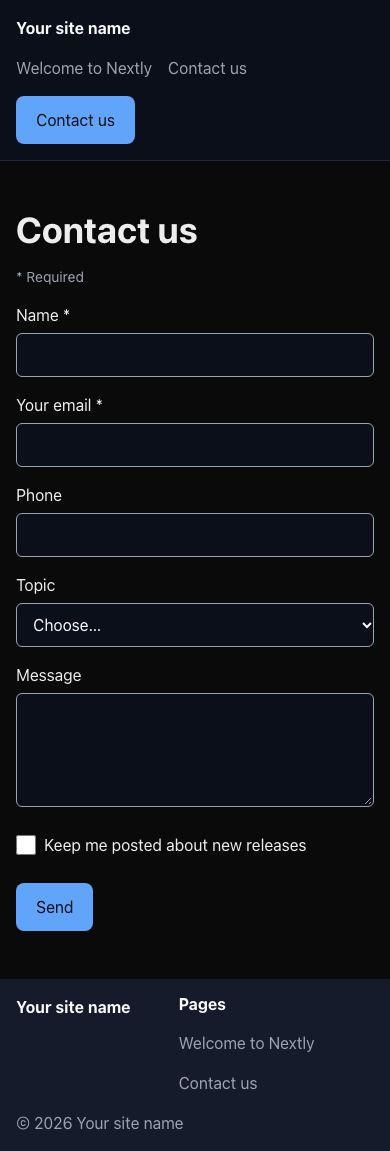 Your site name
Welcome to Nextly Contact us
Contact us
Contact us
* Required
Name *
Your email *
Phone
Topic
Choose...
Message
Keep me posted about new releases
Send
Your site name
Pages
Welcome to Nextly
Contact us
© 2026 Your site name